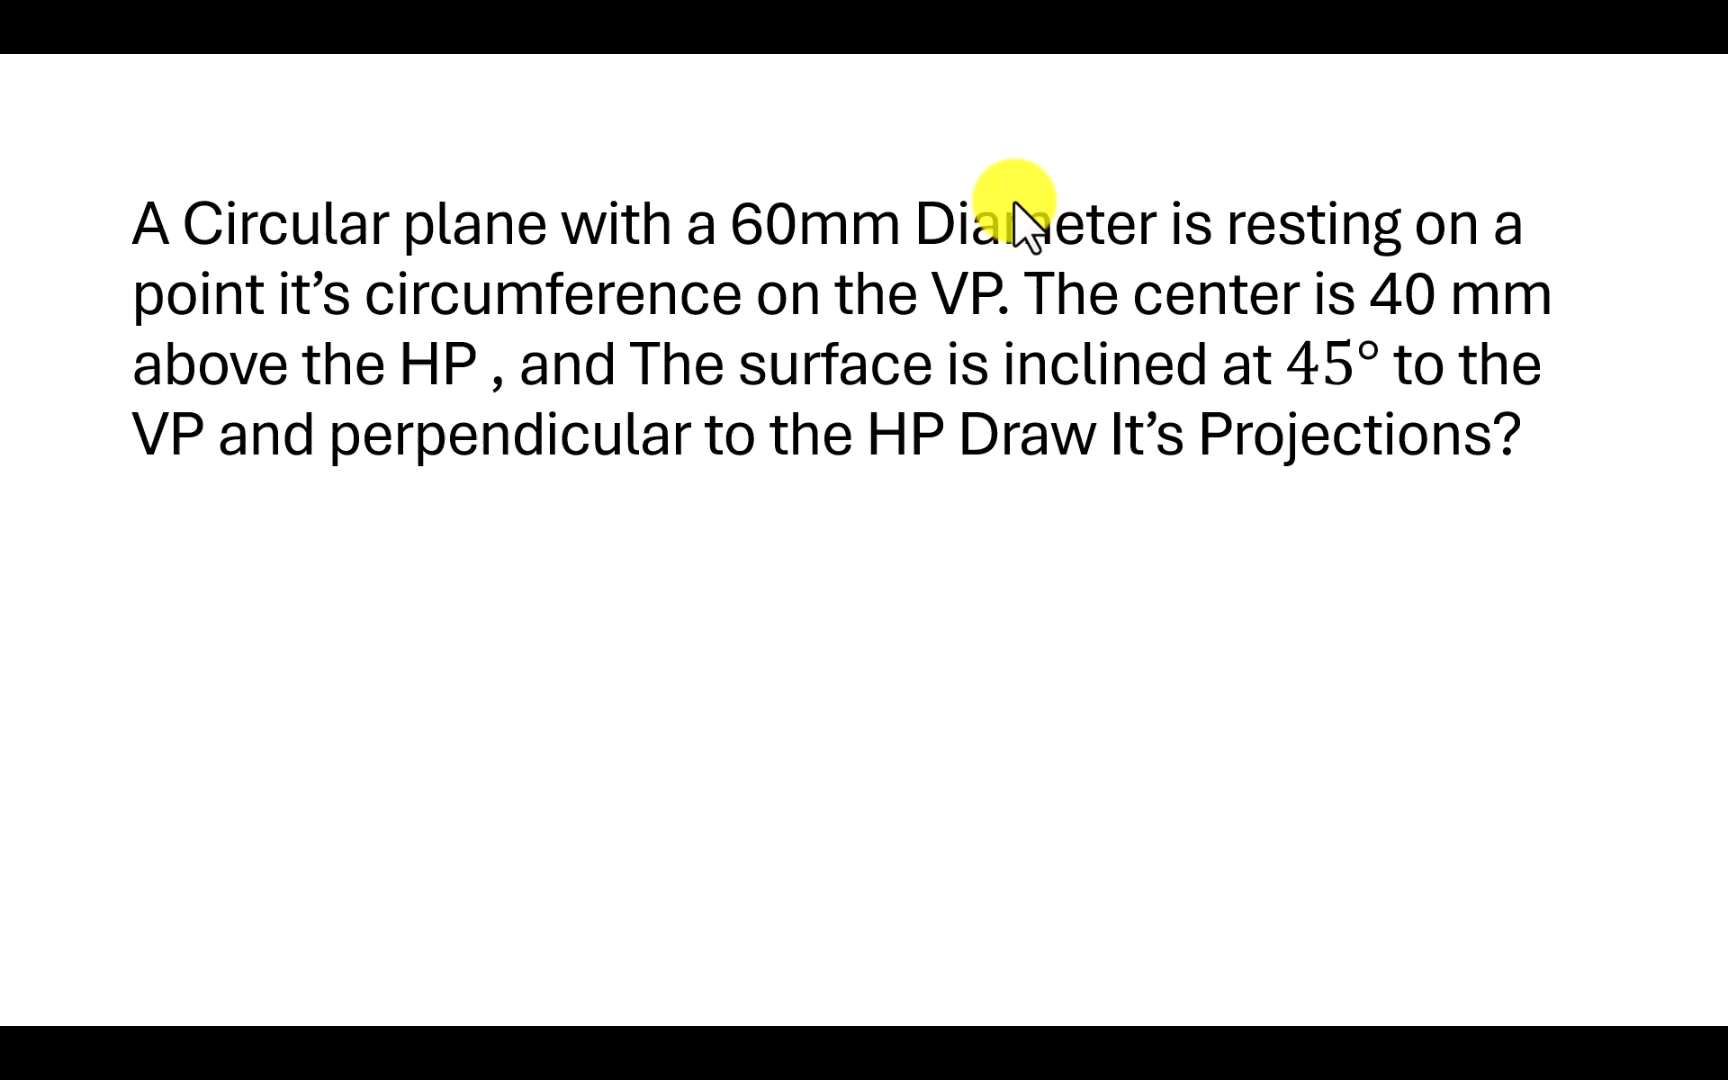 A Circular plane with a 60mm Diameter is resting on a
point it’s circumference on the VP. The center is 40 mm
above the HP , and The surface is inclined at 45° to the
VP and perpendicular to the HP Draw It’s Projections?